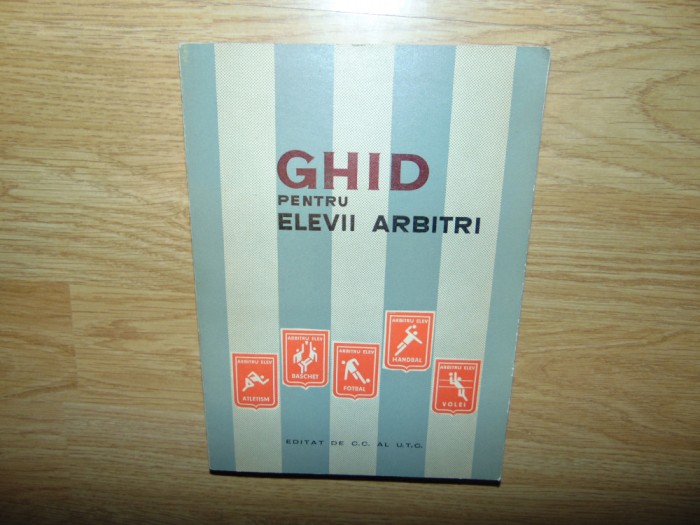 GHID
PENTRU
ELEVII ARBITRI
ARBITRU ELEV
ATLETISM
ARBITRU ELEV
BASCHET
ARBITRU ELEV
FOTBAL
ARBITRU ELEV
HANDBAL
ARBITRU ELEV
VOLEI
EDITAT DE C.C. AL U.T.C.